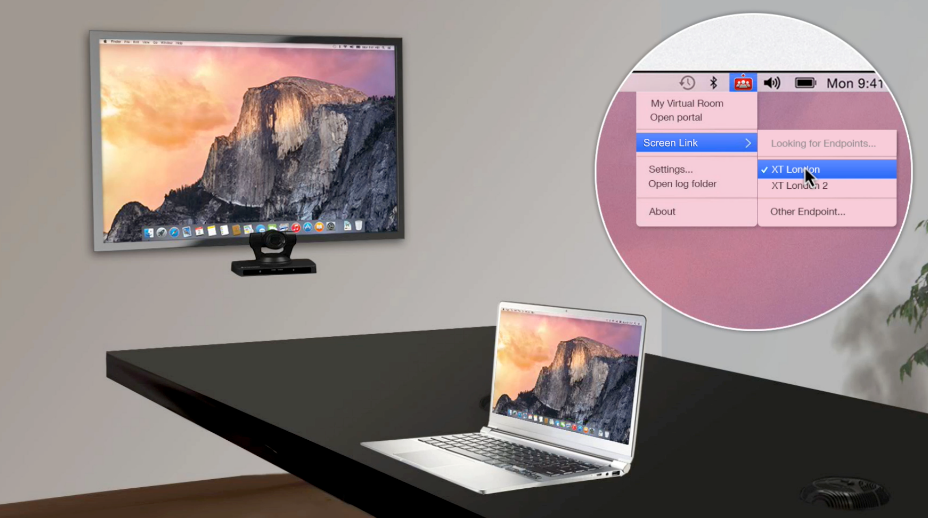 Mon 9:41
My Virtual Room
Open portal
Screen Link
Looking for Endpoints...
Settings...
✓ XT London
Open log folder
XT London 2
About
Other Endpoint...